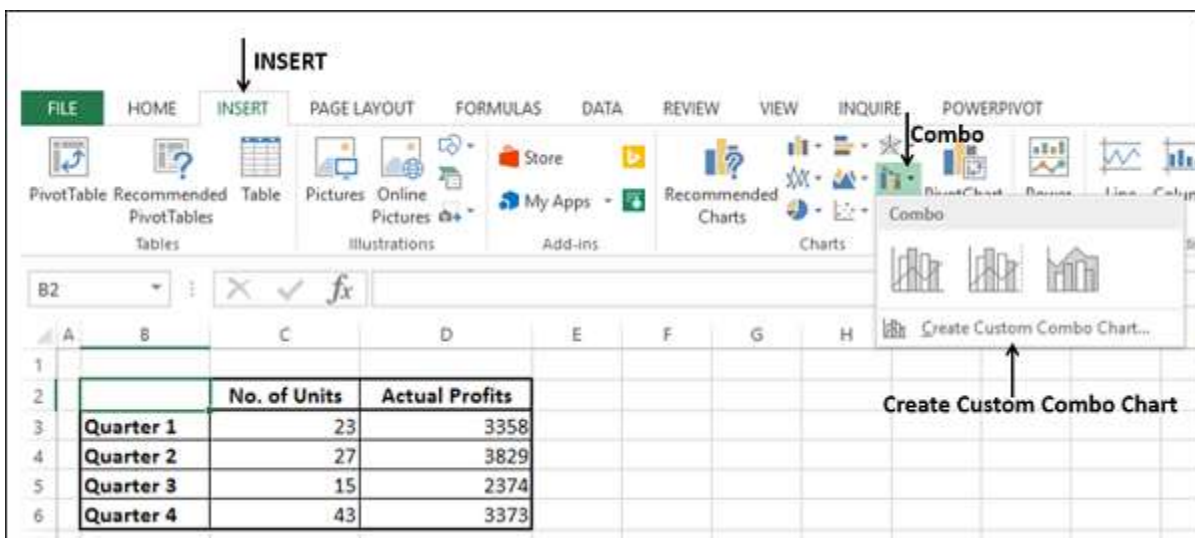 INSERT
FILE HOME INSERT PAGE LAYOUT FORMULAS DATA REVIEW VIEW INQUIRE POWERPIVOT
Combo
PivotTable Recommended PivotTables Table Pictures Online Pictures Store My Apps Recommended Charts PivotChart Power Line
Tables Illustrations Add-ins Charts
Combo
Create Custom Combo Chart...
B2 fx
A B C D E F G H
1
2 No. of Units Actual Profits
Create Custom Combo Chart
3 Quarter 1 23 3358
4 Quarter 2 27 3829
5 Quarter 3 15 2374
6 Quarter 4 43 3373